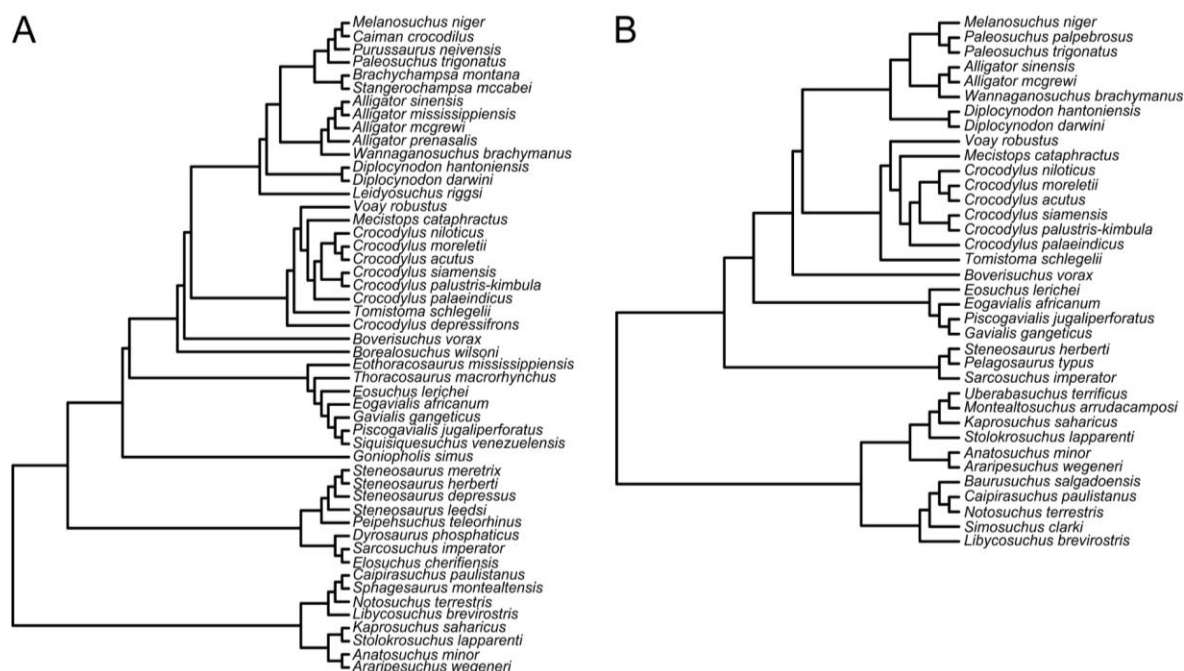 A
Melanosuchus niger
Caiman crocodilus
Purussaurus neivensis
Paleosuchus trigonatus
Brachychampsa montana
Stangerochampsa mccabei
Alligator sinensis
Alligator mississippiensis
Alligator mcgrewi
Alligator prenasalis
Wannaganosuchus brachymanus
Diplocynodon hantoniensis
Diplocynodon darwini
Leidyosuchus riggsi
Voay robustus
Mecistops cataphractus
Crocodylus niloticus
Crocodylus moreletii
Crocodylus acutus
Crocodylus siamensis
Crocodylus palustris-kimbula
Crocodylus palaeindicus
Tomistoma schlegelii
Crocodylus depressifrons
Boverisuchus vorax
Borealosuchus wilsoni
Eothoracosaurus mississippiensis
Thoracosaurus macrorhynchus
Eosuchus lerichei
Eogavialis africanum
Gavialis gangeticus
Piscogavialis jugaliperforatus
Siquisiquesuchus venezuelensis
Goniopholis simus
Steneosaurus meretrix
Steneosaurus herberti
Steneosaurus depressus
Steneosaurus leedsi
Peipehsuchus teleorhinus
Dyrosaurus phosphaticus
Sarcosuchus imperator
Elosuchus cherifiensis
Caipirasuchus paulistanus
Sphagesaurus montealtensis
Notosuchus terrestris
Libycosuchus brevirostris
Kaprosuchus saharicus
Stolokrosuchus lapparenti
Anatosuchus minor
Araripesuchus wegeneri
B
Melanosuchus niger
Paleosuchus palpebrosus
Paleosuchus trigonatus
Alligator sinensis
Alligator mcgrewi
Wannaganosuchus brachymanus
Diplocynodon hantoniensis
Diplocynodon darwini
Voay robustus
Mecistops cataphractus
Crocodylus niloticus
Crocodylus moreletii
Crocodylus acutus
Crocodylus siamensis
Crocodylus palustris-kimbula
Crocodylus palaeindicus
Tomistoma schlegelii
Boverisuchus vorax
Eosuchus lerichei
Eogavialis africanum
Piscogavialis jugaliperforatus
Gavialis gangeticus
Steneosaurus herberti
Pelagosaurus typus
Sarcosuchus imperator
Uberabasuchus terrificus
Montealtosuchus arrudacamposi
Kaprosuchus saharicus
Stolokrosuchus lapparenti
Anatosuchus minor
Araripesuchus wegeneri
Baurusuchus salgadoensis
Caipirasuchus paulistanus
Notosuchus terrestris
Simosuchus clarki
Libycosuchus brevirostris